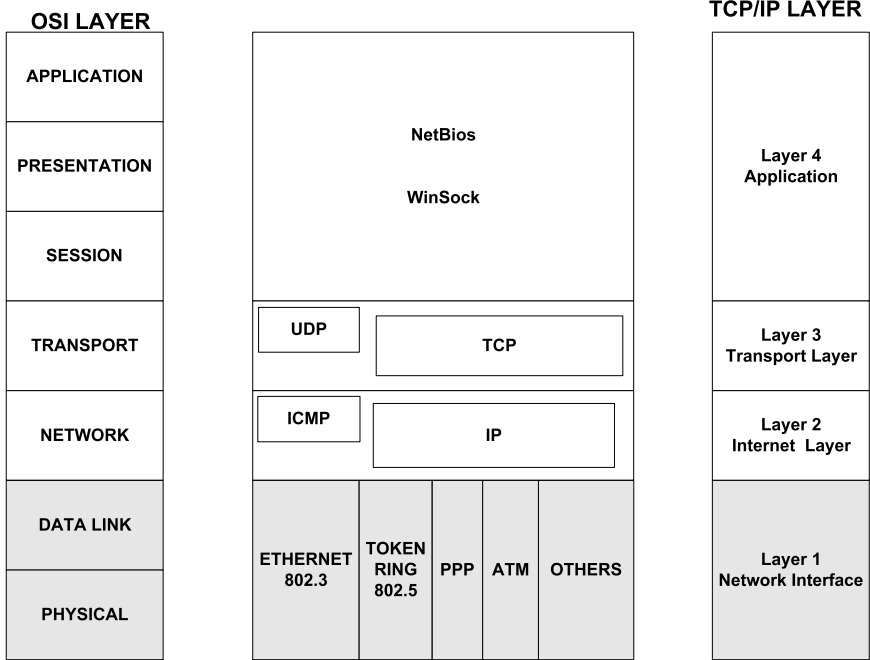 OSI LAYER
APPLICATION
PRESENTATION
SESSION
TRANSPORT
NETWORK
DATA LINK
PHYSICAL
NetBios
WinSock
UDP
TCP
ICMP
IP
ETHERNET
802.3
TOKEN
RING
802.5
PPP
ATM
OTHERS
TCP/IP LAYER
Layer 4
Application
Layer 3
Transport Layer
Layer 2
Internet Layer
Layer 1
Network Interface